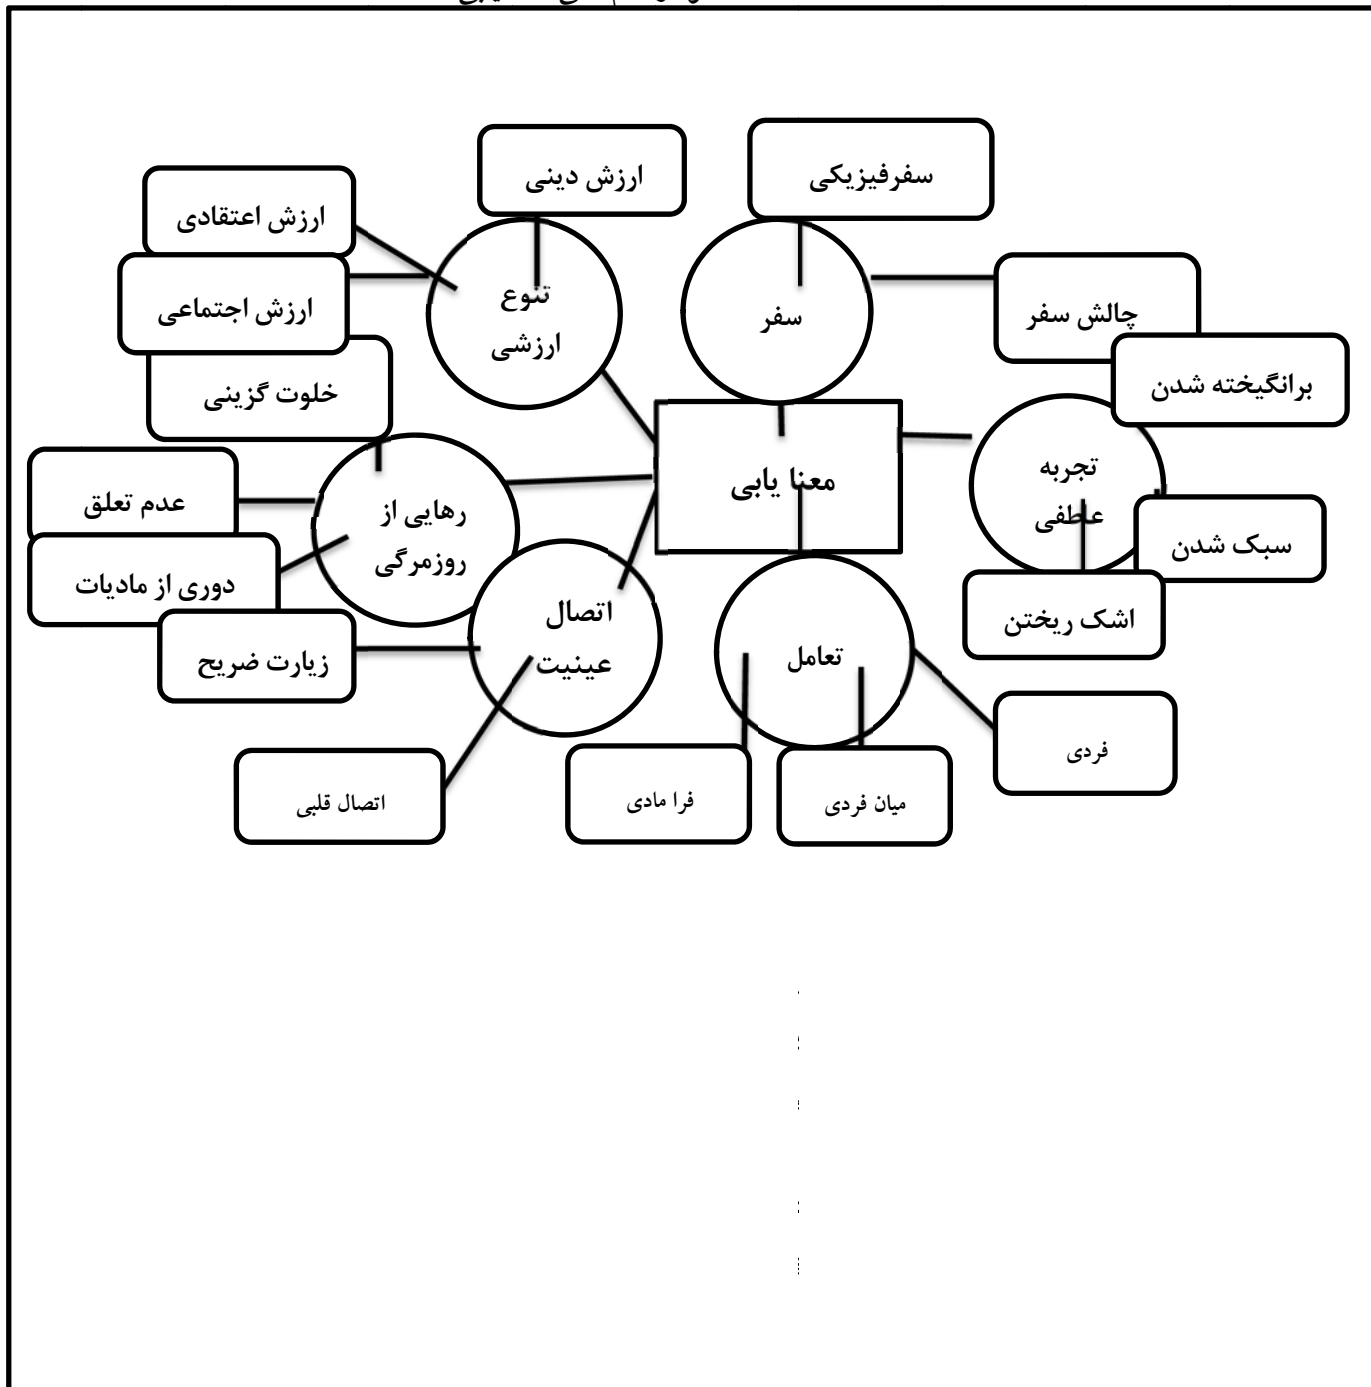 ارزش دینی
سفرفیزیکی
ارزش اعتقادی
ارزش اجتماعی
تنوع
ارزشی
سفر
چالش سفر
برانگیخته شدن
خلوت گزینی
معنا یابی
تجربه
عاطفی
عدم تعلق
رهایی از
روزمرگی
سبک شدن
دوری از مادیات
اتصال
عینیت
اشک ریختن
زیارت ضریح
تعامل
فردی
اتصال قلبی
فرا مادی
میان فردی